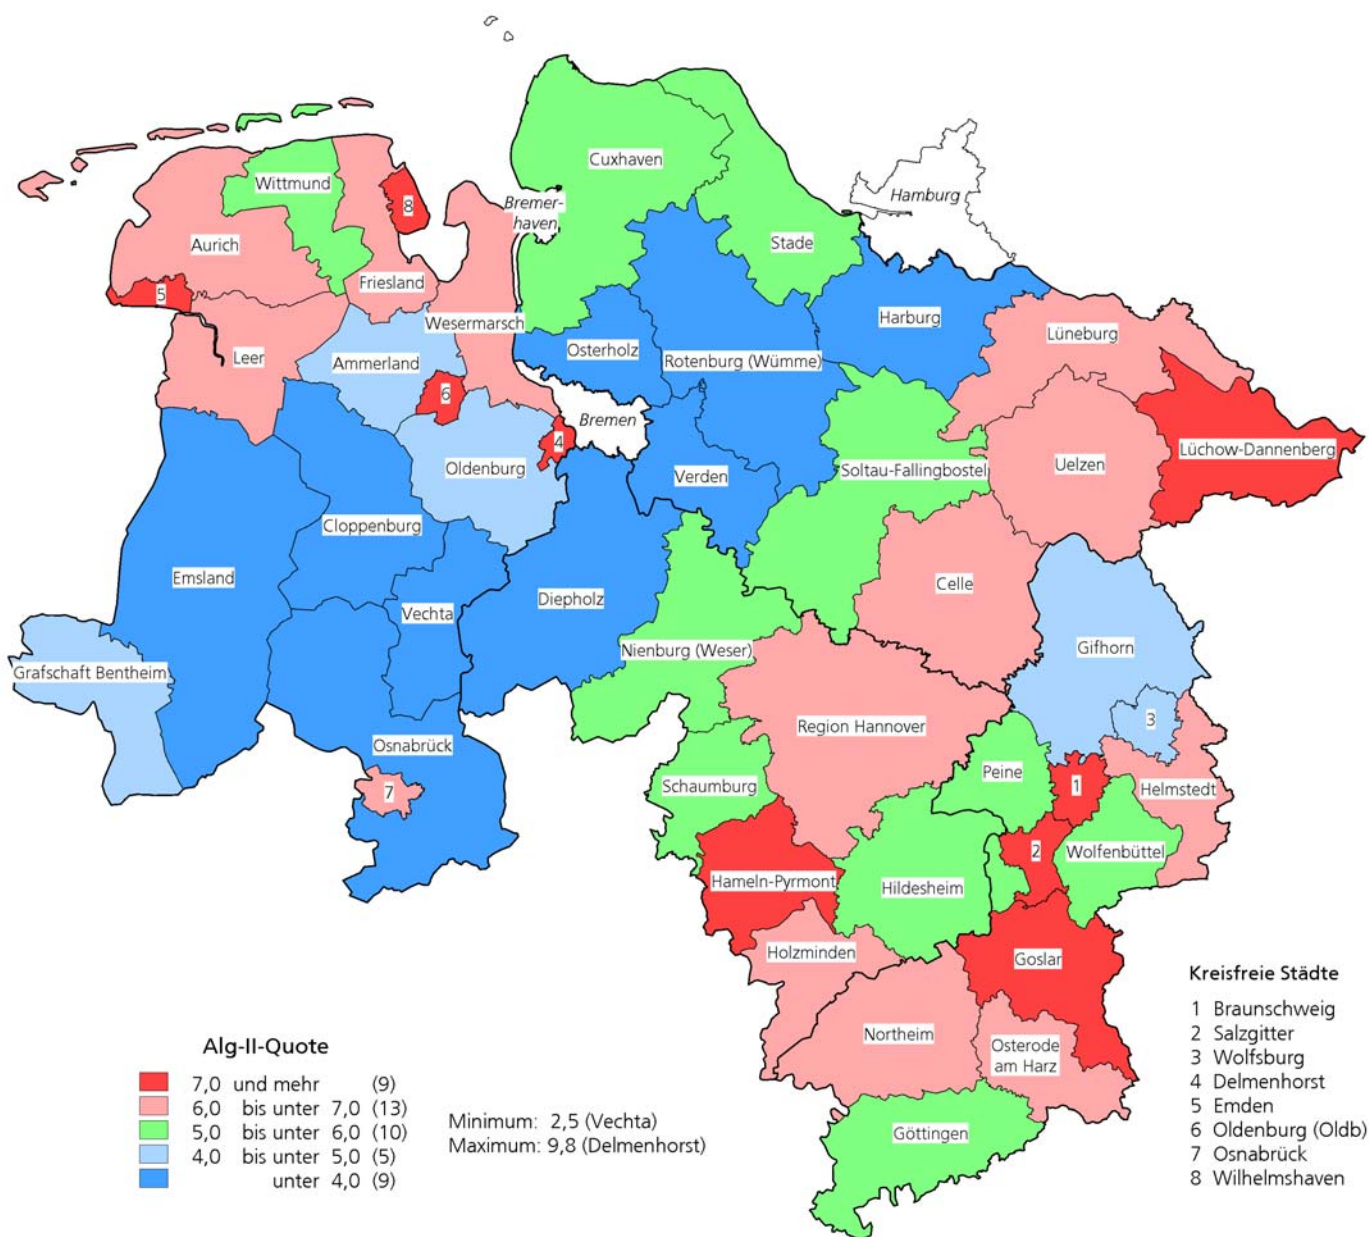 Cuxhaven
Hamburg
Wittmund
8
Bremer-
haven
Stade
Aurich
Friesland
5
Wesermarsch
Harburg
Lüneburg
Osterholz
Leer
Ammerland
Rotenburg (Wümme)
6
Bremen
4
Lüchow-Dannenberg
Uelzen
Oldenburg
Soltau-Fallingbostel
Verden
Cloppenburg
Emsland
Celle
Diepholz
Vechta
Gifhorn
Nienburg (Weser)
Grafschaft Bentheim
3
Region Hannover
Osnabrück
Peine
Schaumburg
1
Helmstedt
7
2
Wolfenbüttel
Hameln-Pyrmont
Hildesheim
Holzminden
Goslar
Northeim
Osterode
am Harz
Göttingen
Alg-II-Quote
7,0 und mehr (9)
6,0 bis unter 7,0 (13)
5,0 bis unter 6,0 (10)
4,0 bis unter 5,0 (5)
unter 4,0 (9)
Minimum: 2,5 (Vechta)
Maximum: 9,8 (Delmenhorst)
Kreisfreie Städte
1 Braunschweig
2 Salzgitter
3 Wolfsburg
4 Delmenhorst
5 Emden
6 Oldenburg (Oldb)
7 Osnabrück
8 Wilhelmshaven